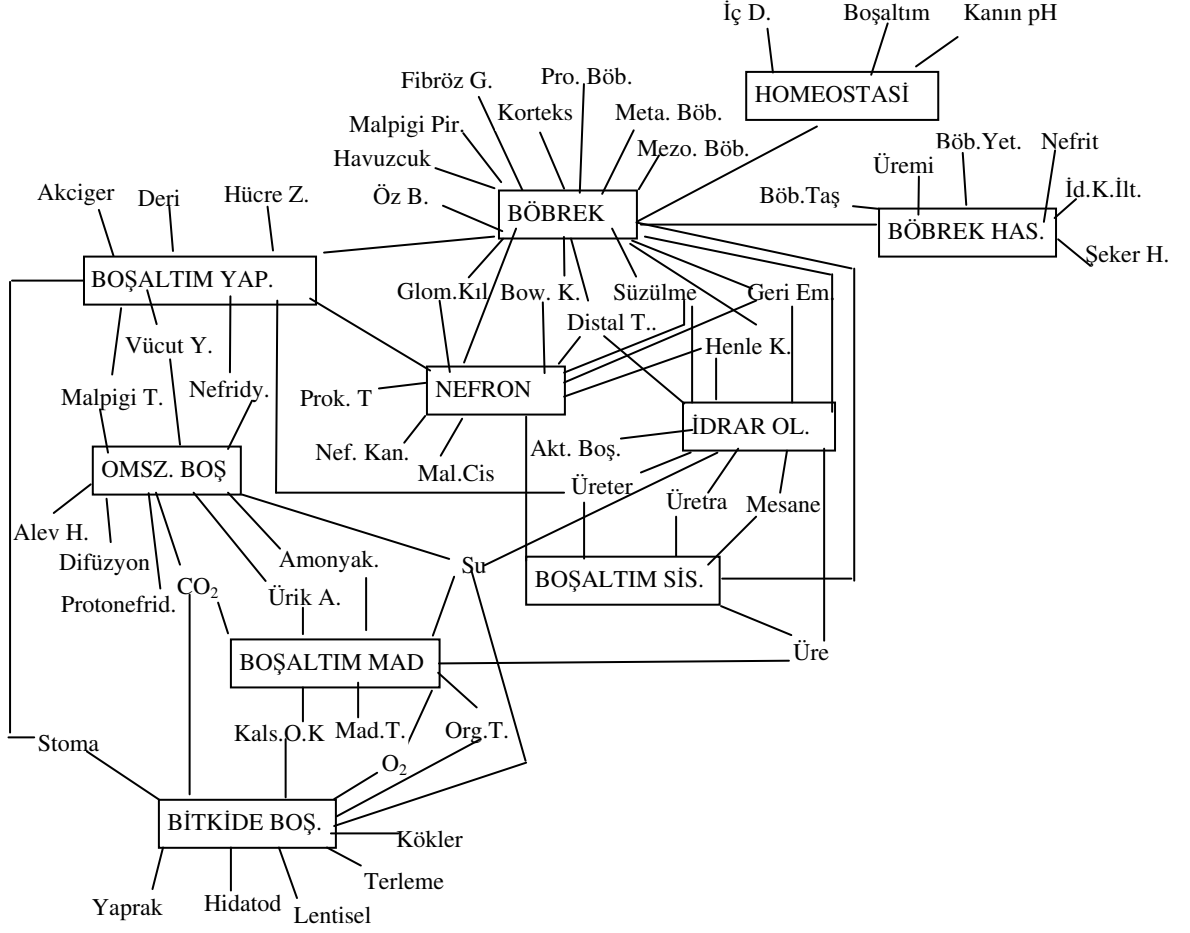 İç D.
Boşaltım
Kanın pH
HOMEOSTASİ
Fibröz G.
Pro. Böb.
Korteks
Meta. Böb.
Malpigi Pir.
Mezo. Böb.
Havuzcuk
Öz B.
BÖBREK
Böb.Yet.
Nefrit
Üremi
Böb.Taş
İd.K.İlt.
BÖBREK HAS.
Şeker H.
Akciger
Deri
Hücre Z.
BOŞALTIM YAP.
Glom.Kıl
Bow. K.
Süzülme
Geri Em.
Distal T..
Vücut Y.
Henle K.
Malpigi T.
Nefridy.
Prok. T
NEFRON
İDRAR OL.
Nef. Kan.
Mal.Cis
Akt. Boş.
OMSZ. BOŞ
Üreter
Üretra
Mesane
Alev H.
Difüzyon
Amonyak.
Su
BOŞALTIM SİS.
Protonefrid.
CO2
Ürik A.
BOŞALTIM MAD
Üre
Kals.O.K
Mad.T.
Org.T.
Stoma
O2
BİTKİDE BOŞ.
Kökler
Terleme
Yaprak
Hidatod
Lentisel